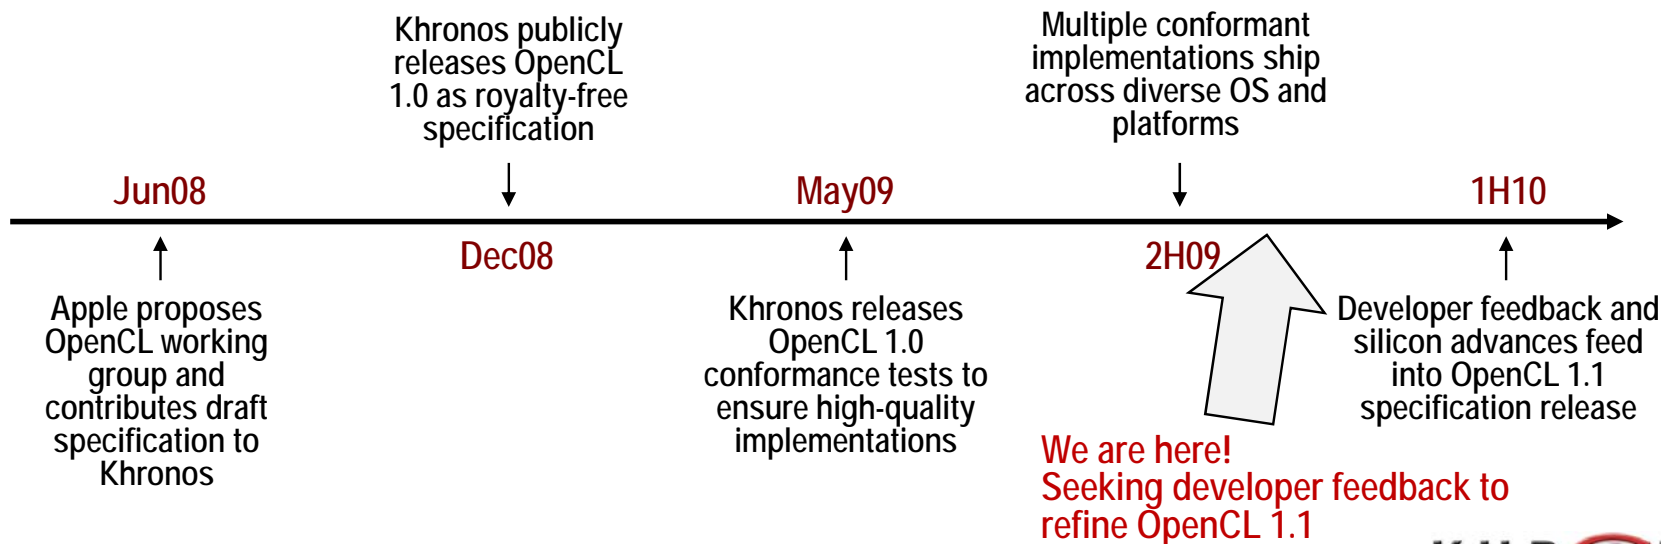 Khronos publicly
releases OpenCL
1.0 as royalty-free
specification
Multiple conformant
implementations ship
across diverse OS and
platforms
Jun08
May09
1H10
Dec08
2H09
Apple proposes
OpenCL working
group and
contributes draft
specification to
Khronos
Khronos releases
OpenCL 1.0
conformance tests to
ensure high-quality
implementations
Developer feedback and
silicon advances feed
into OpenCL 1.1
specification release
We are here!
Seeking developer feedback to
refine OpenCL 1.1